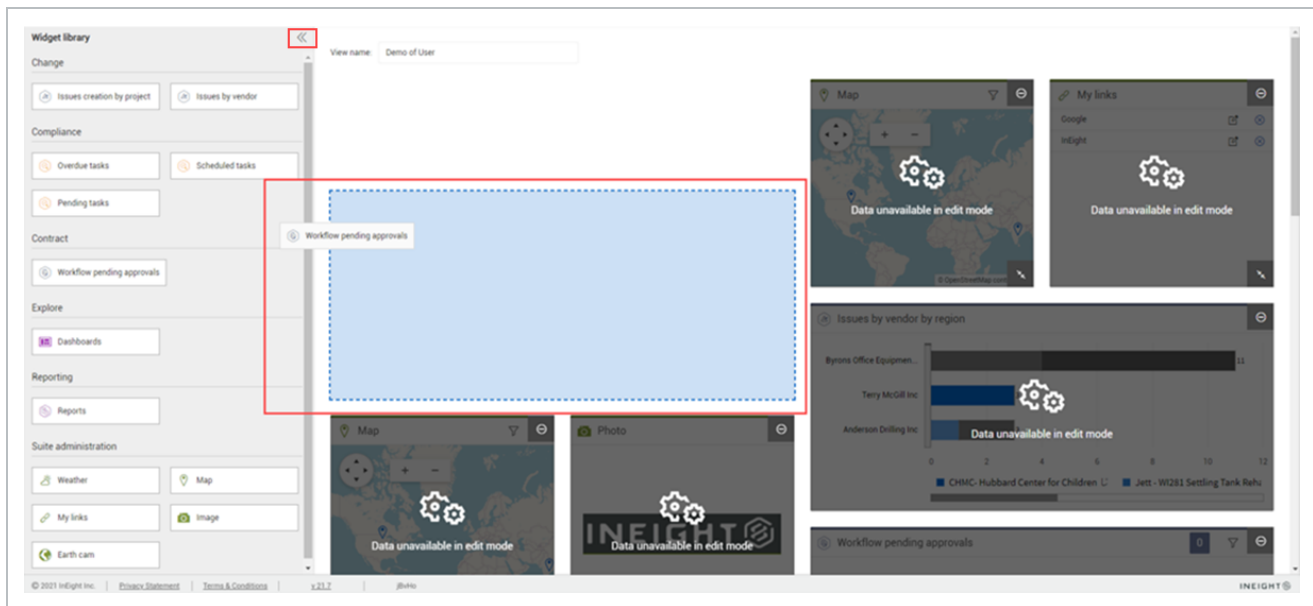 Widget library
View name: Demo of User
Change
Issues creation by project
Issues by vendor
Compliance
Overdue tasks
Scheduled tasks
Pending tasks
Contract
Workflow pending approvals
Explore
Dashboards
Reporting
Reports
Suite administration
Weather
Map
My links
Image
Earth cam
Workflow pending approvals
Map
Data unavailable in edit mode
© OpenStreetMap cont
My links
Google
InEight
Data unavailable in edit mode
Issues by vendor by region
Byrons Office Equipmen...
11
Terry McGill Inc
Anderson Drilling Inc
Data unavailable in edit mode
0 2 4 6 8 10 12
CHMC- Hubbard Center for Children
Jett - WI281 Settling Tank Reha
Map
Data unavailable in edit mode
Photo
INEIGHT
Data unavailable in edit mode
Workflow pending approvals
0
© 2021 InEight Inc. | Privacy Statement | Terms & Conditions | v 21.7 |
INEIGHT